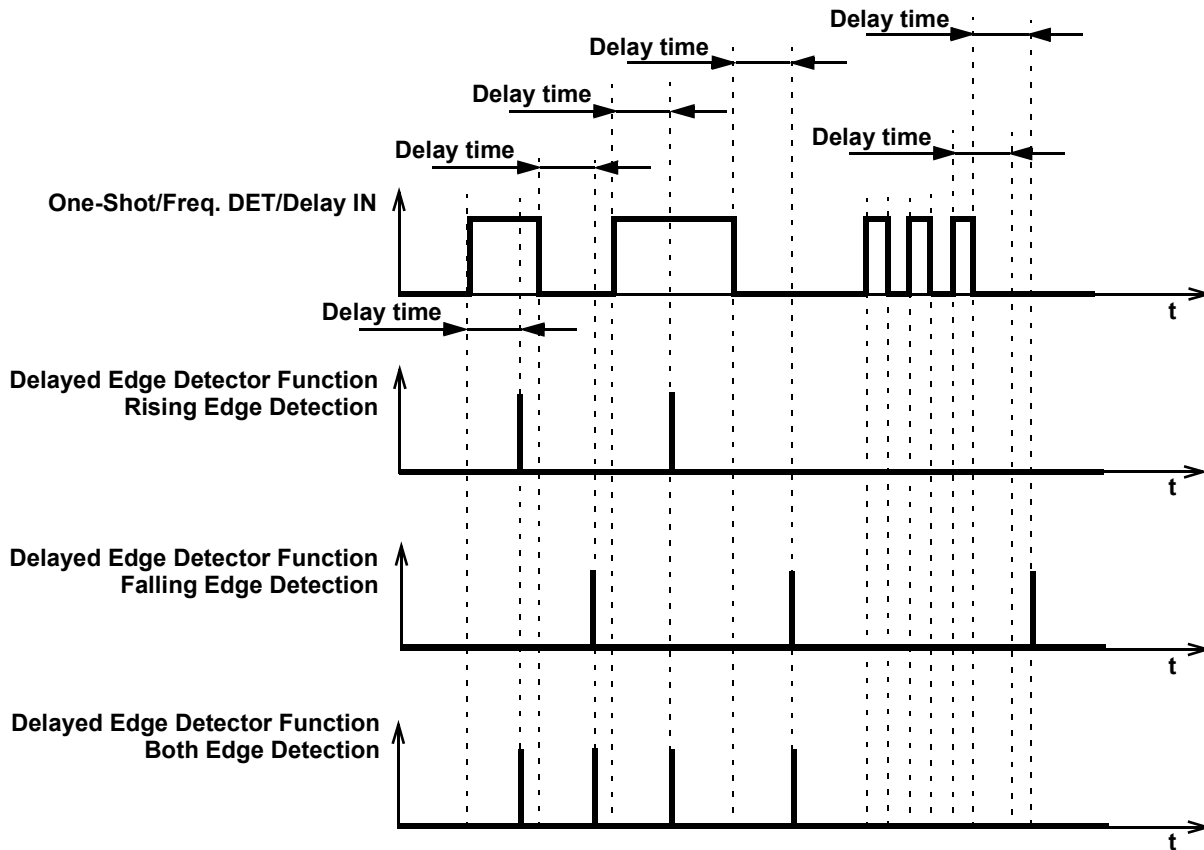 Delay time
Delay time
Delay time
Delay time
Delay time
One-Shot/Freq. DET/Delay IN
t
Delay time
Delayed Edge Detector Function
Rising Edge Detection
t
Delayed Edge Detector Function
Falling Edge Detection
t
Delayed Edge Detector Function
Both Edge Detection
t